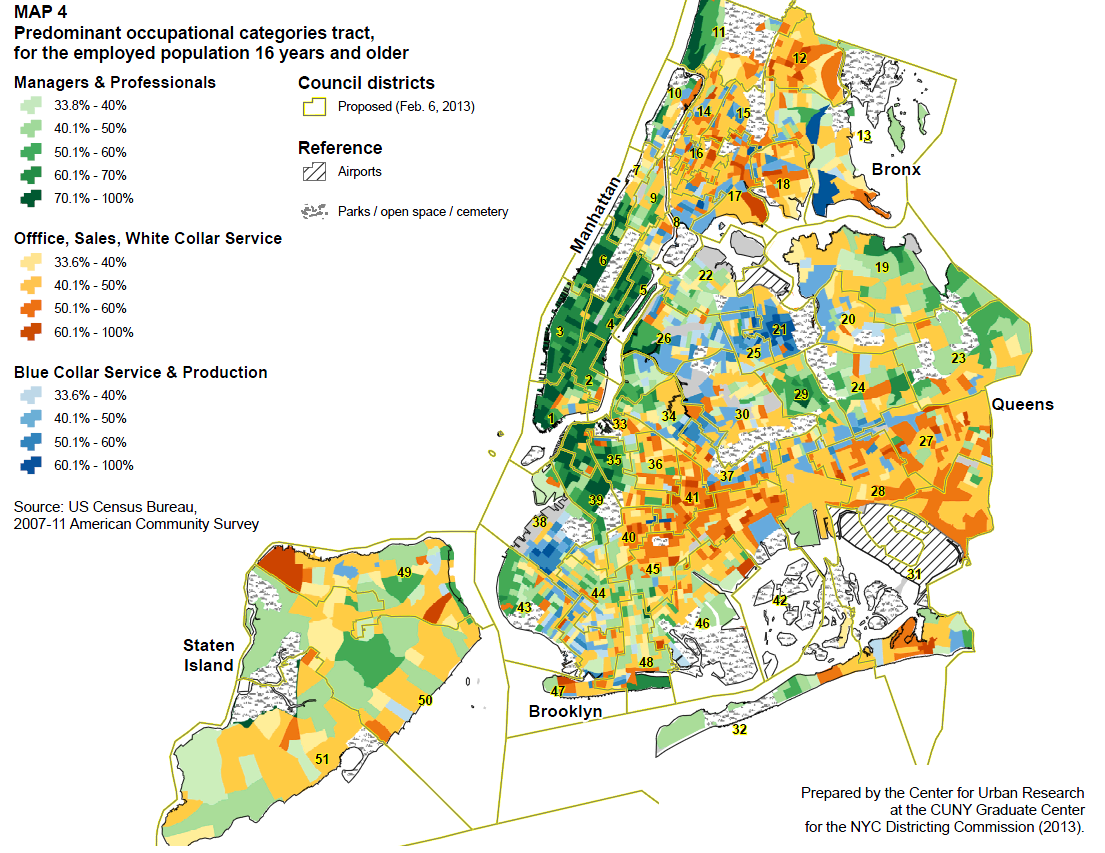 MAP 4
Predominant occupational categories tract,
for the employed population 16 years and older
Managers & Professionals
33.8% - 40%
40.1% - 50%
50.1% - 60%
60.1% - 70%
70.1% - 100%
Offfice, Sales, White Collar Service
33.6% - 40%
40.1% - 50%
50.1% - 60%
60.1% - 100%
Blue Collar Service & Production
33.6% - 40%
40.1% - 50%
50.1% - 60%
60.1% - 100%
Source: US Census Bureau,
2007-11 American Community Survey
Council districts
Proposed (Feb. 6, 2013)
Reference
Airports
Parks / open space / cemetery
11
12
10
14
15
13
16
Bronx
7
18
17
9
8
Manhattan
6
19
22
5
20
4
21
3
26
25
23
2
24
29
Queens
1
34
30
33
27
35
36
37
28
41
39
38
40
31
45
49
44
42
43
46
Staten
Island
48
47
50
Brooklyn
32
51
Prepared by the Center for Urban Research
at the CUNY Graduate Center
for the NYC Districting Commission (2013).